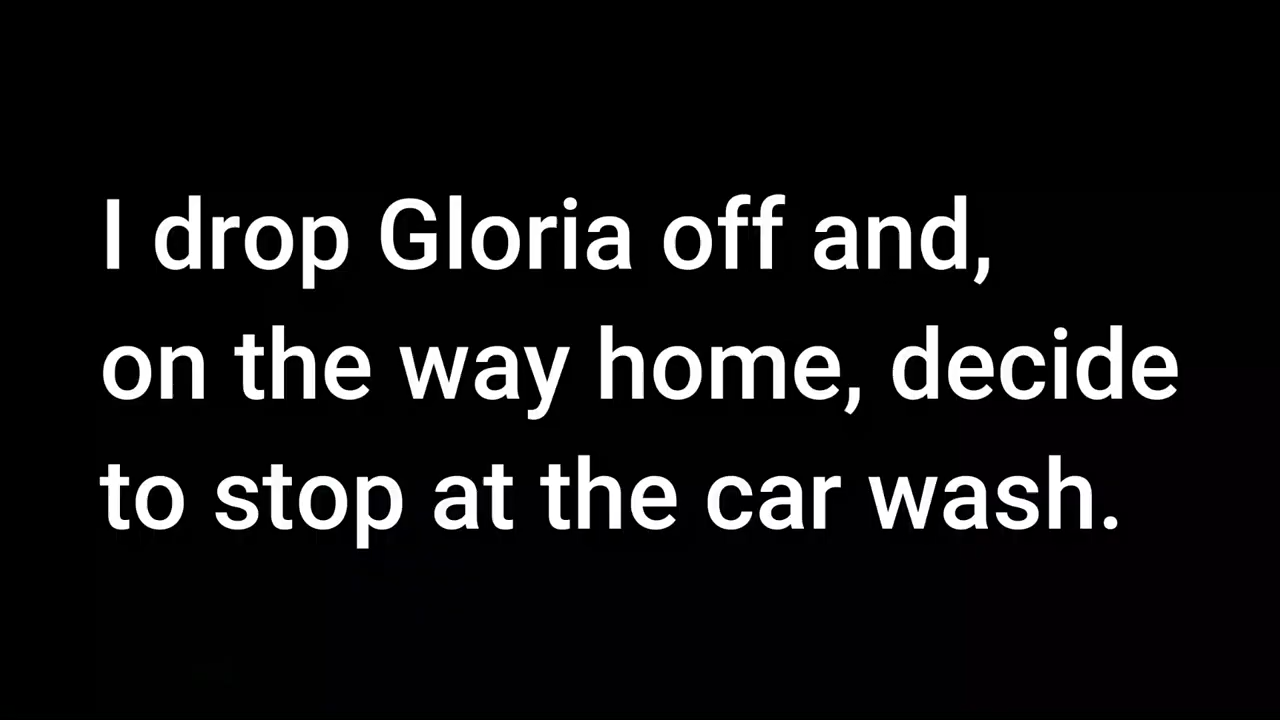 I drop Gloria off and,
on the way home, decide
to stop at the car wash.